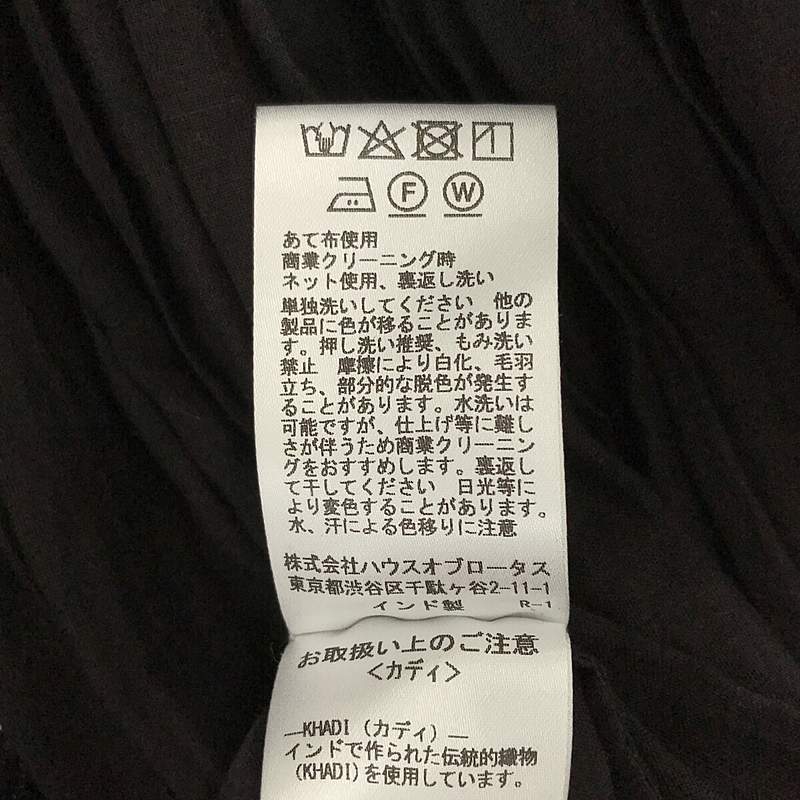 F W
あて布使用
商業クリーニング時
ネット使用、裏返し洗い
単独洗いしてください 他の
製品に色が移ることがありま
す。押し洗い推奨、もみ洗い
禁止 摩擦により白化、毛羽
立ち、部分的な脱色が発生す
ることがあります。水洗いは
可能ですが、仕上げ等に難し
さが伴うため商業クリーニン
グをおすすめします。裏返し
て干してください 日光等に
より変色することがあります。
水、汗による色移りに注意
株式会社ハウスオブロータス
東京都渋谷区千駄ヶ谷2-11-1
インド製 R-1
お取扱い上のご注意
<カディ>
—KHADI (カディ) —
インドで作られた伝統的織物
(KHADI)を使用しています。